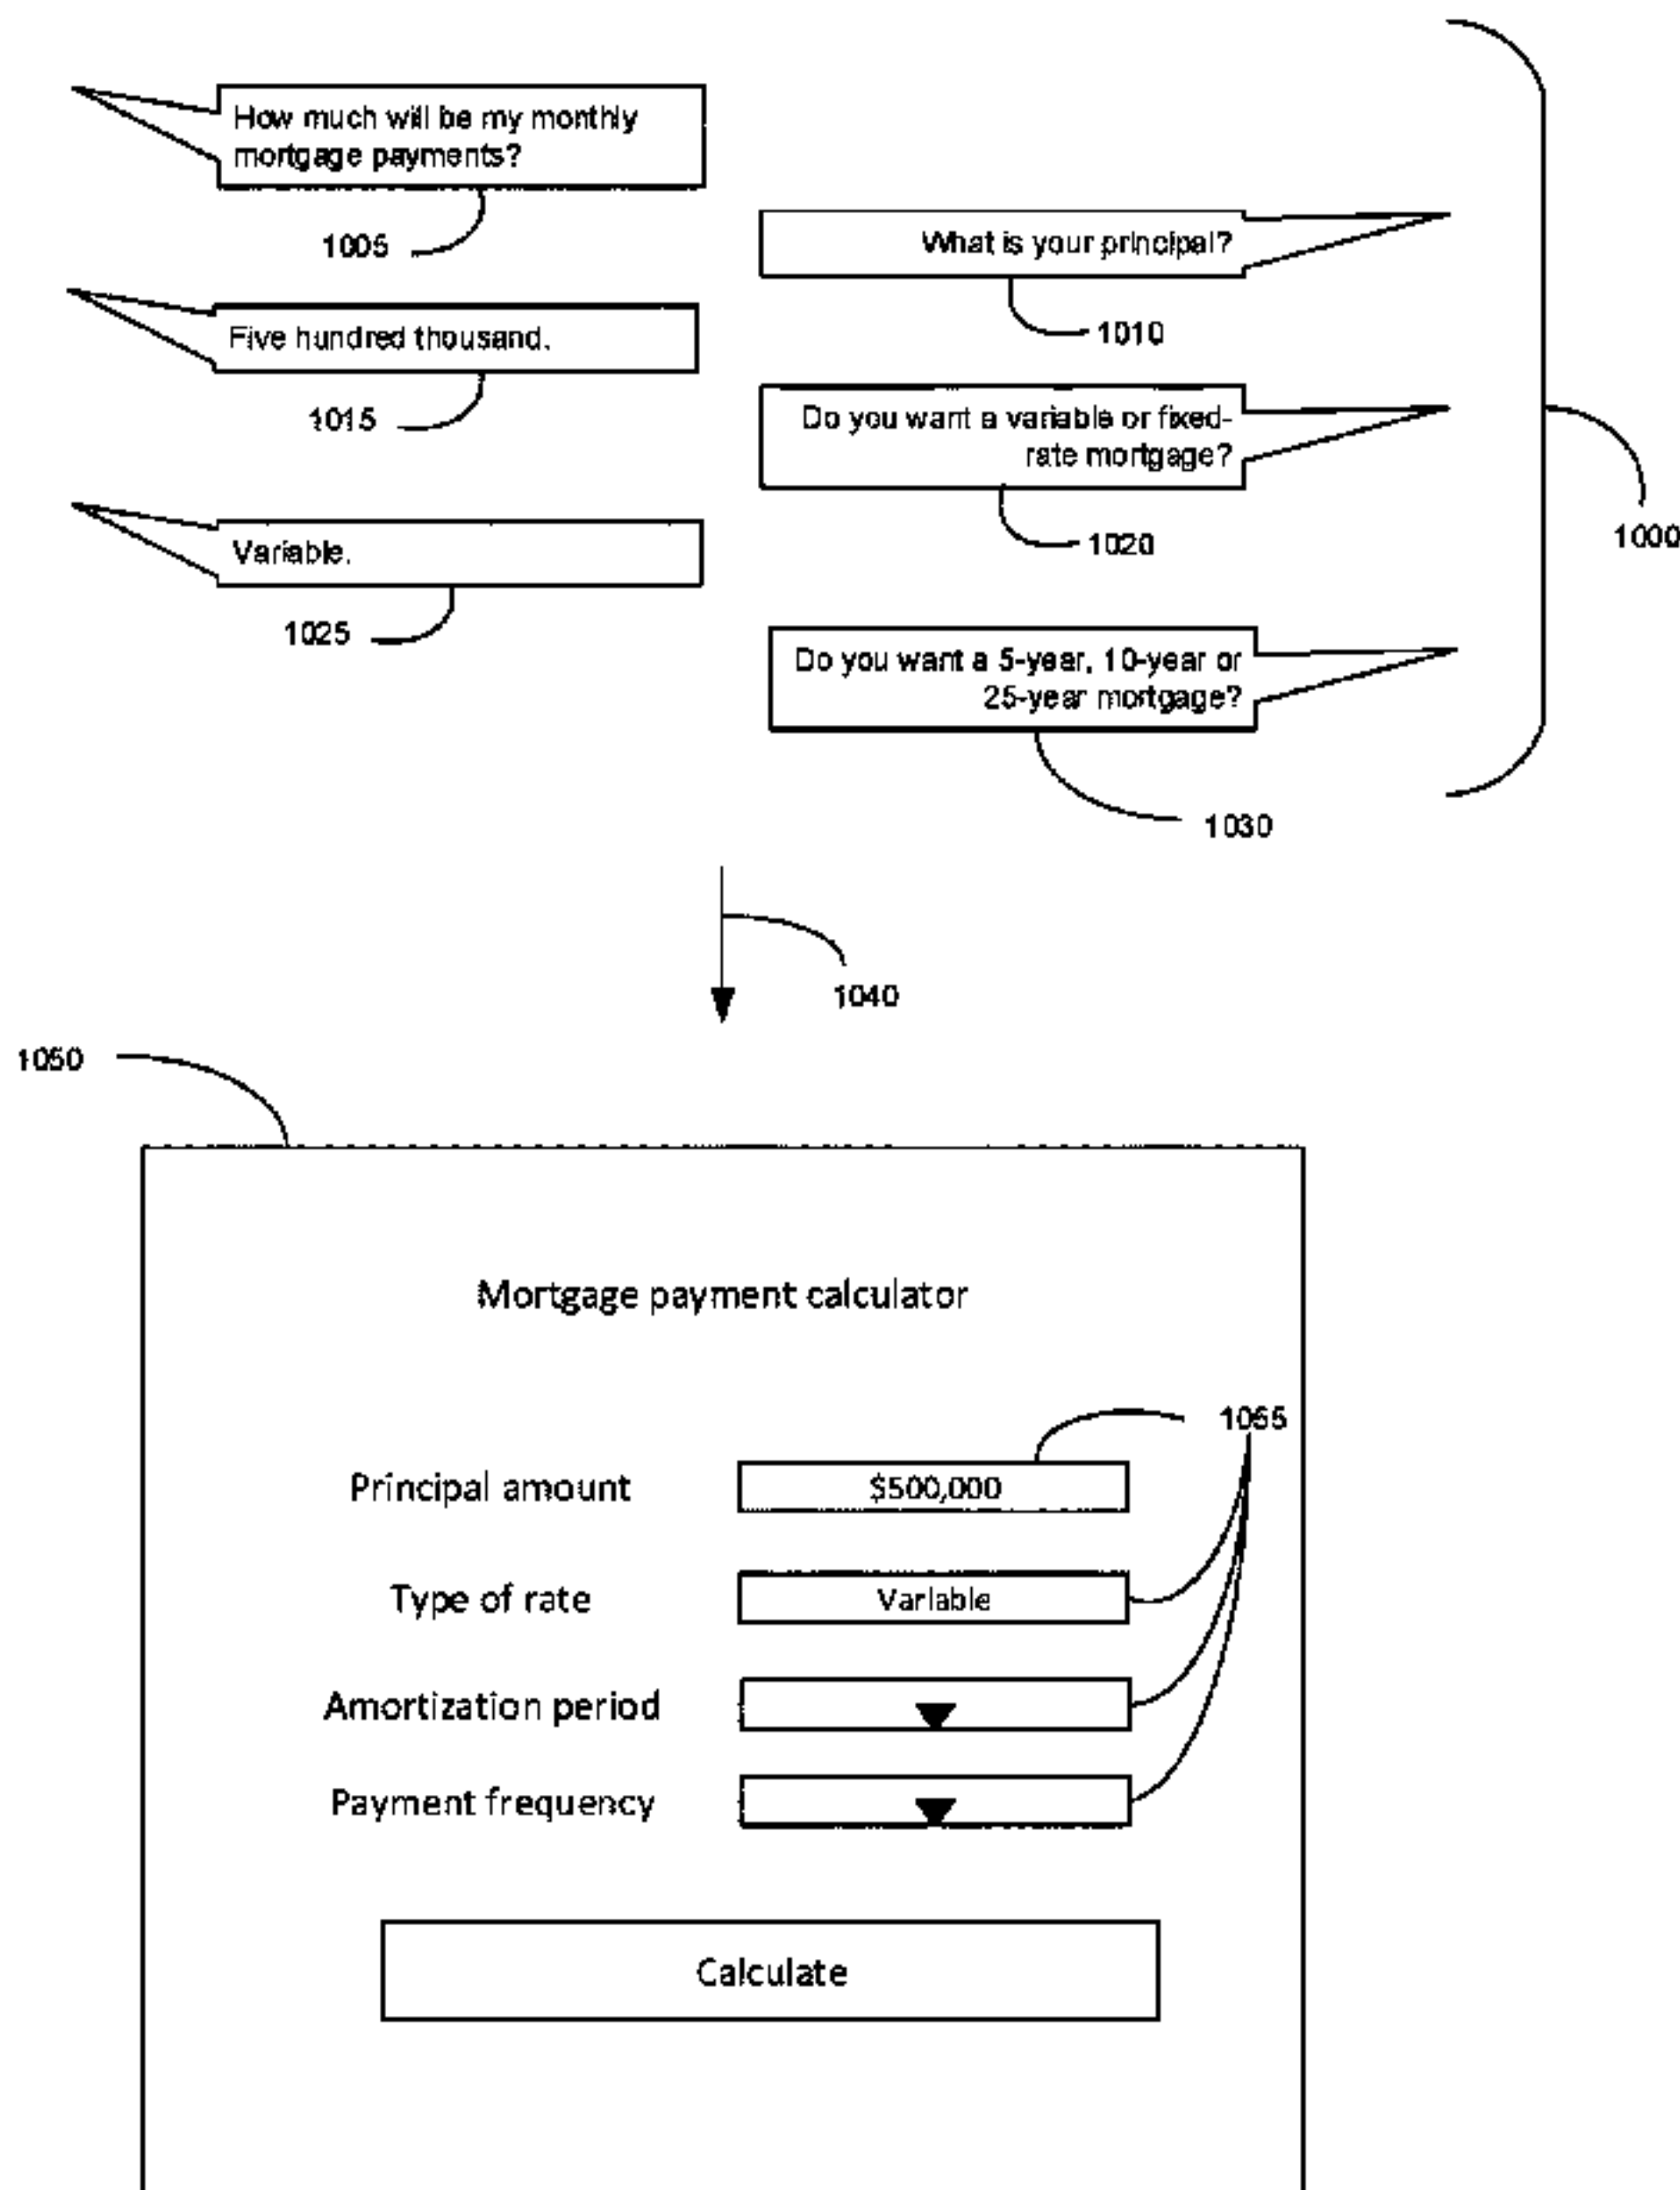 How much will be my monthly
mortgage payments?
1005
What is your principal?
1010
Five hundred thousand.
1015
Do you want a variable or fixed-
rate mortgage?
1020
1000
Variable.
1025
Do you want a 5-year, 10-year or
25-year mortgage?
1030
1040
1050
Mortgage payment calculator
1055
Principal amount
$500,000
Type of rate
Variable
Amortization period
Payment frequency
Calculate